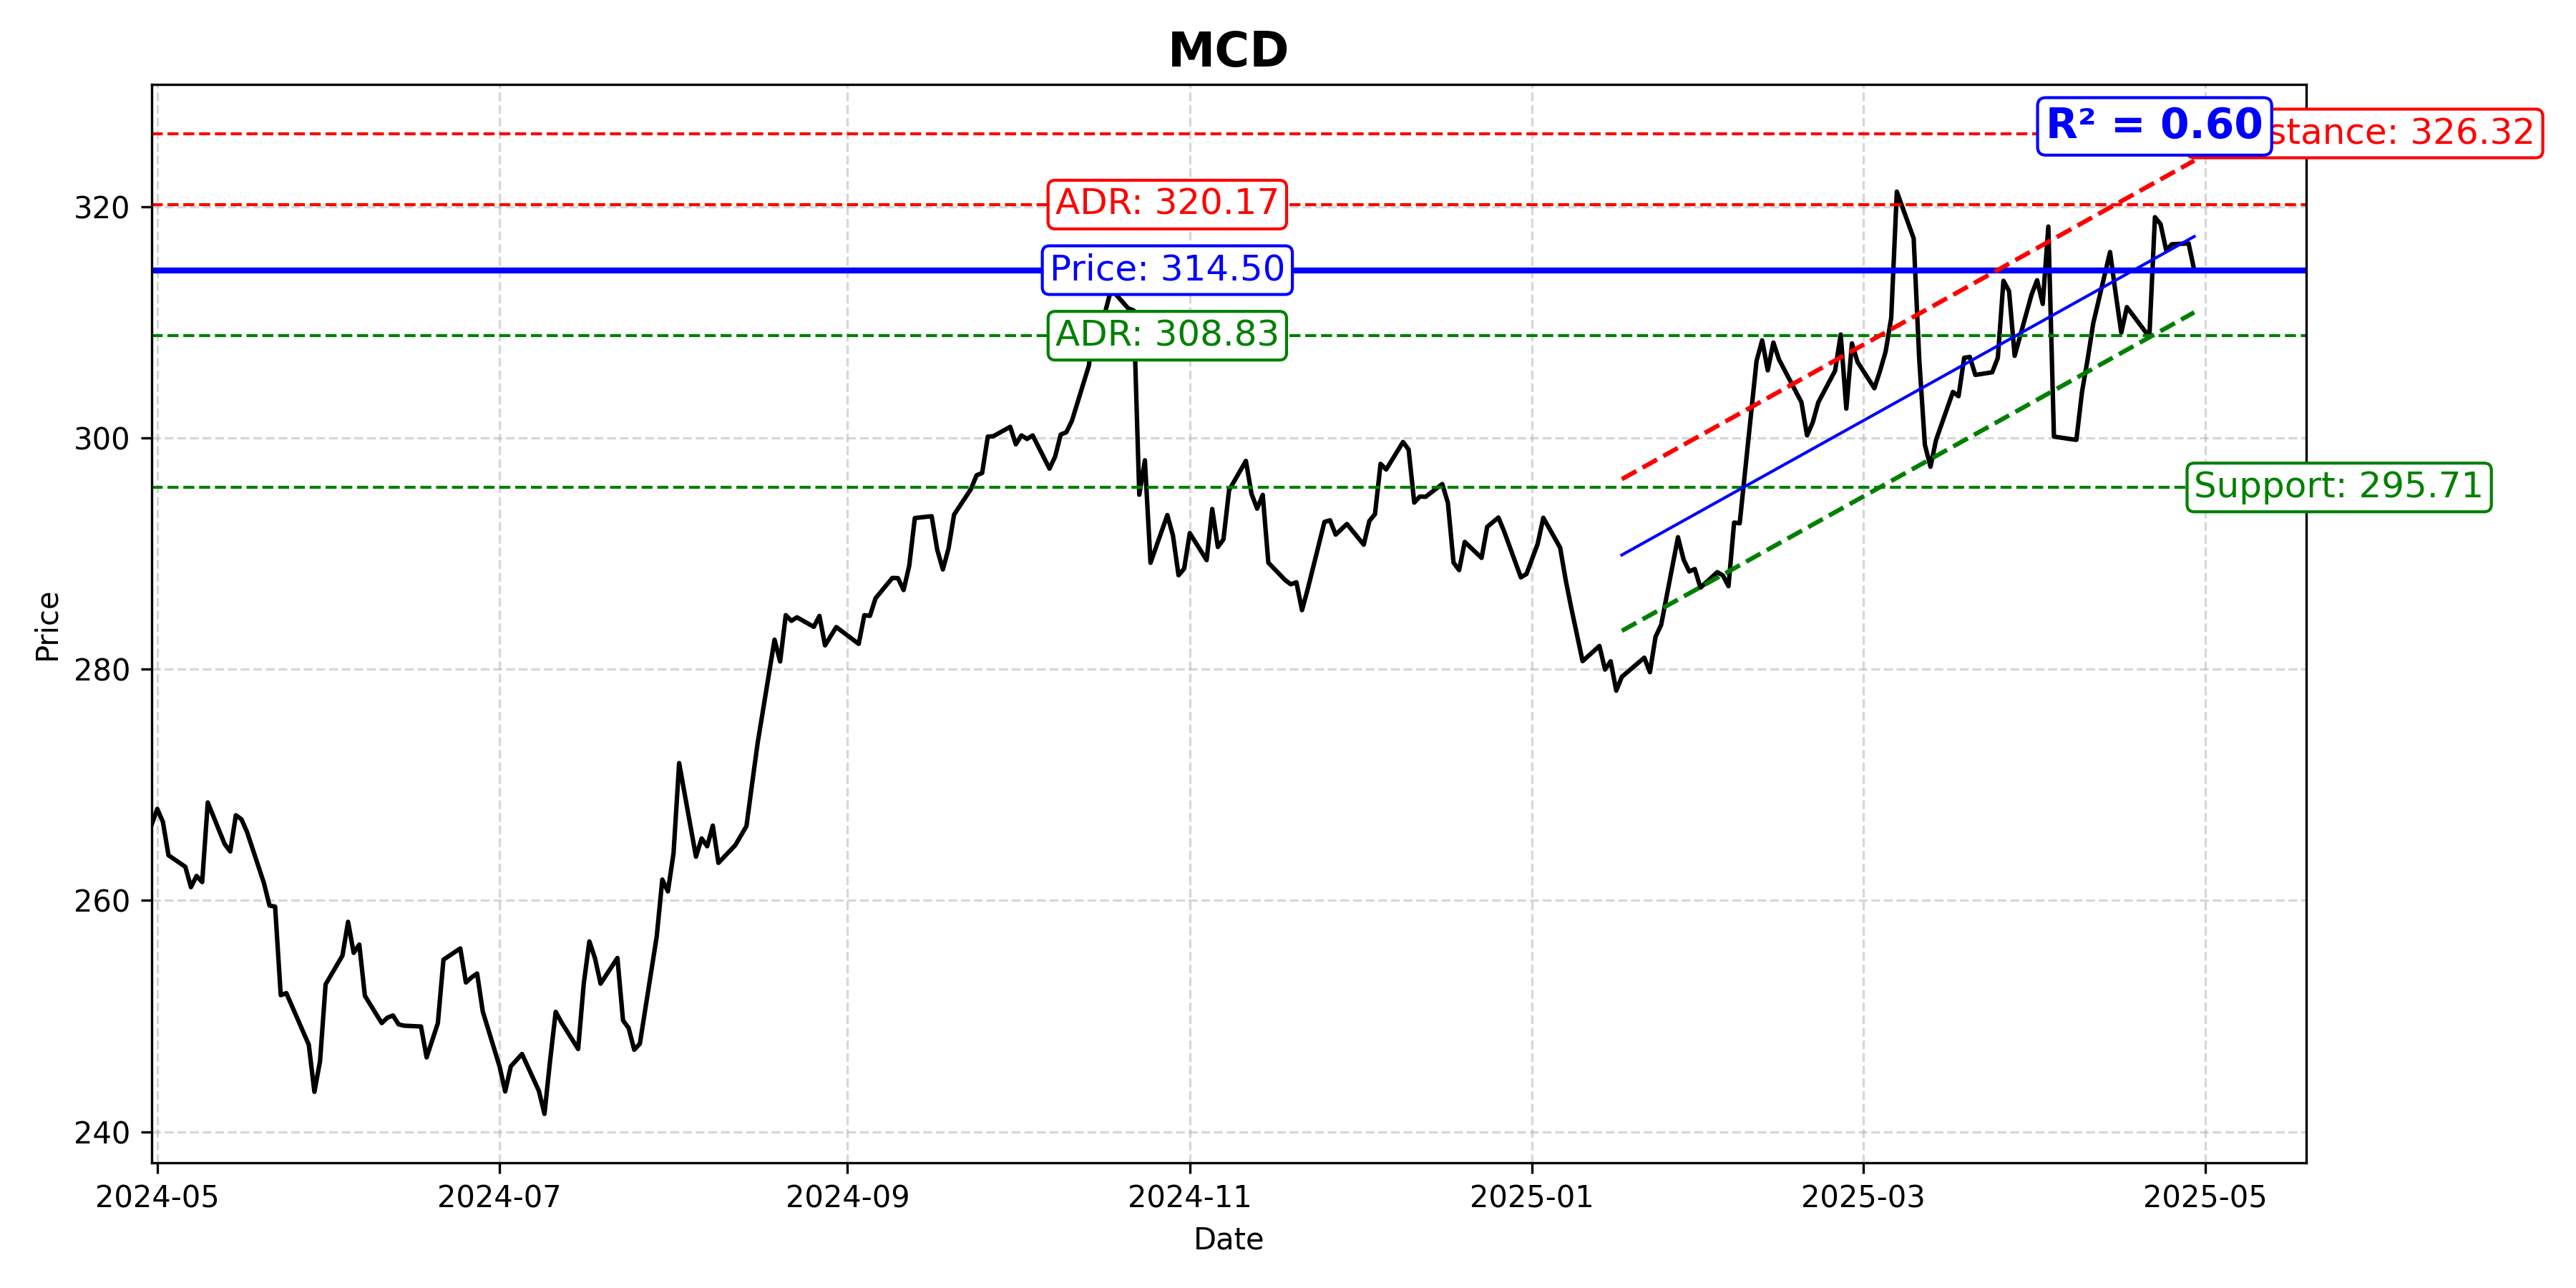 MCD
R² = 0.60
stance: 326.32
ADR: 320.17
Price: 314.50
ADR: 308.83
Support: 295.71
320
300
280
260
240
Price
2024-05 2024-07 2024-09 2024-11 2025-01 2025-03 2025-05
Date